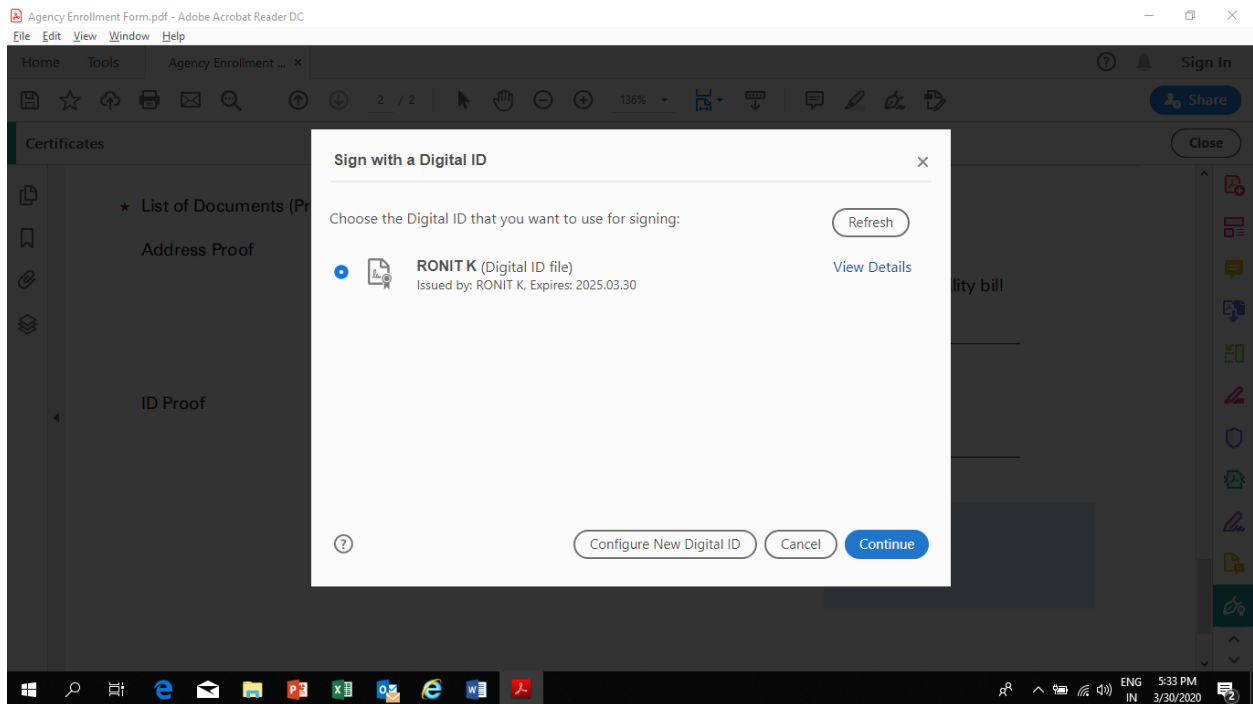 Agency Enrollment Form.pdf - Adobe Acrobat Reader DC
File Edit View Window Help
Home Tools Agency Enrollment ... × Sign In
2 / 2 136% Share
Certificates Close
Sign with a Digital ID
★ List of Documents (Pr
Choose the Digital ID that you want to use for signing: Refresh
Address Proof
RONIT K (Digital ID file) View Details
Issued by: RONIT K, Expires: 2025.03.30
lity bill
ID Proof
Configure New Digital ID Cancel Continue
ENG 5:33 PM
IN 3/30/2020
2